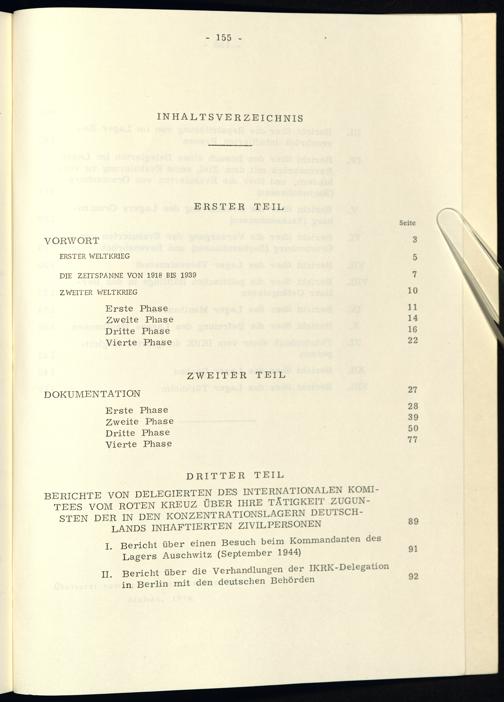 - 155 -
INHALTSVERZEICHNIS
ERSTER TEIL
Seite
VORWORT 3
ERSTER WELTKRIEG 5
DIE ZEITSPANNE VON 1918 BIS 1939 7
ZWEITER WELTKRIEG 10
Erste Phase 11
Zweite Phase 14
Dritte Phase 16
Vierte Phase 22
ZWEITER TEIL
DOKUMENTATION 27
Erste Phase 28
Zweite Phase 39
Dritte Phase 50
Vierte Phase 77
DRITTER TEIL
BERICHTE VON DELEGIERTEN DES INTERNATIONALEN KOMI-
TEES VOM ROTEN KREUZ ÜBER IHRE TÄTIGKEIT ZUGUN-
STEN DER IN DEN KONZENTRATIONSLAGERN DEUTSCH-
LANDS INHAFTIERTEN ZIVILPERSONEN 89
I. Bericht über einen Besuch beim Kommandanten des
Lagers Auschwitz (September 1944) 91
II. Bericht über die Verhandlungen der IKRK-Delegation
in Berlin mit den deutschen Behörden 92